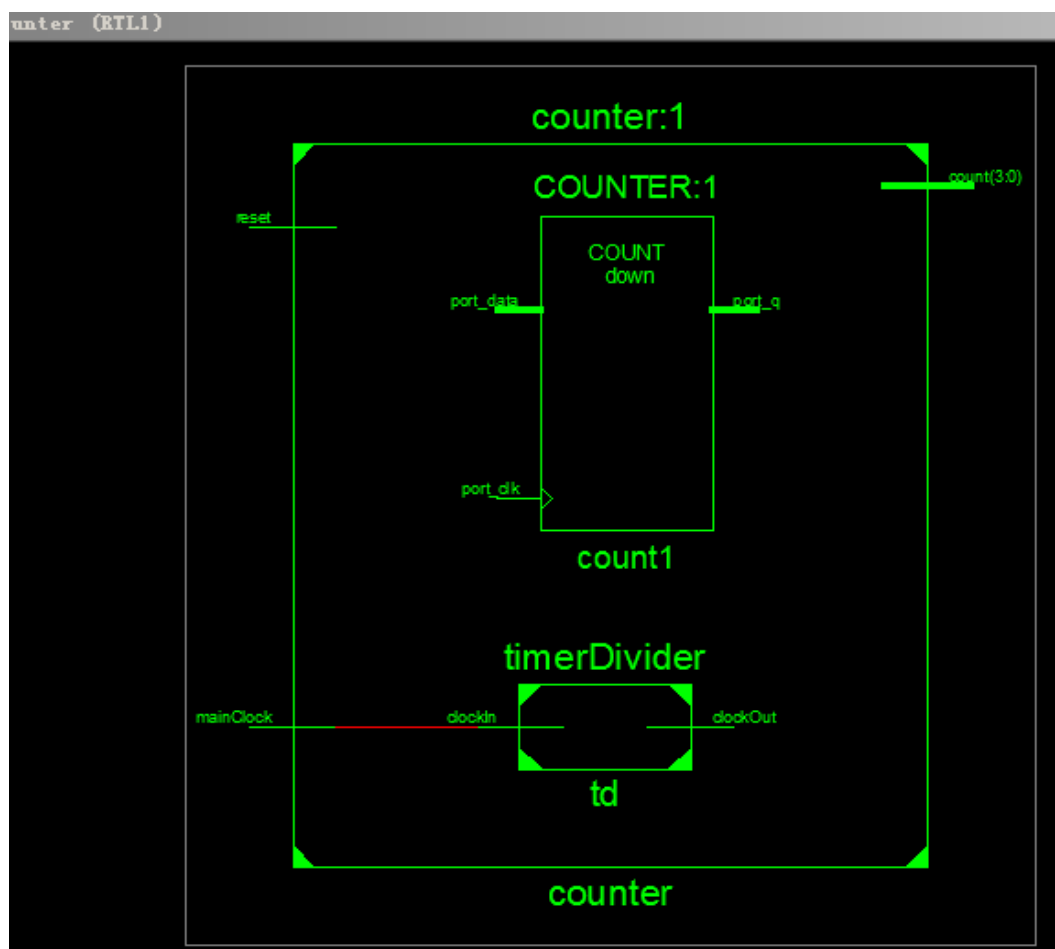 unter (RTL1)
counter:1
COUNTER:1
count(3:0)
reset
COUNT
down
port_data
port_q
port_clk
count1
timerDivider
mainClock
clockIn
clockOut
td
counter